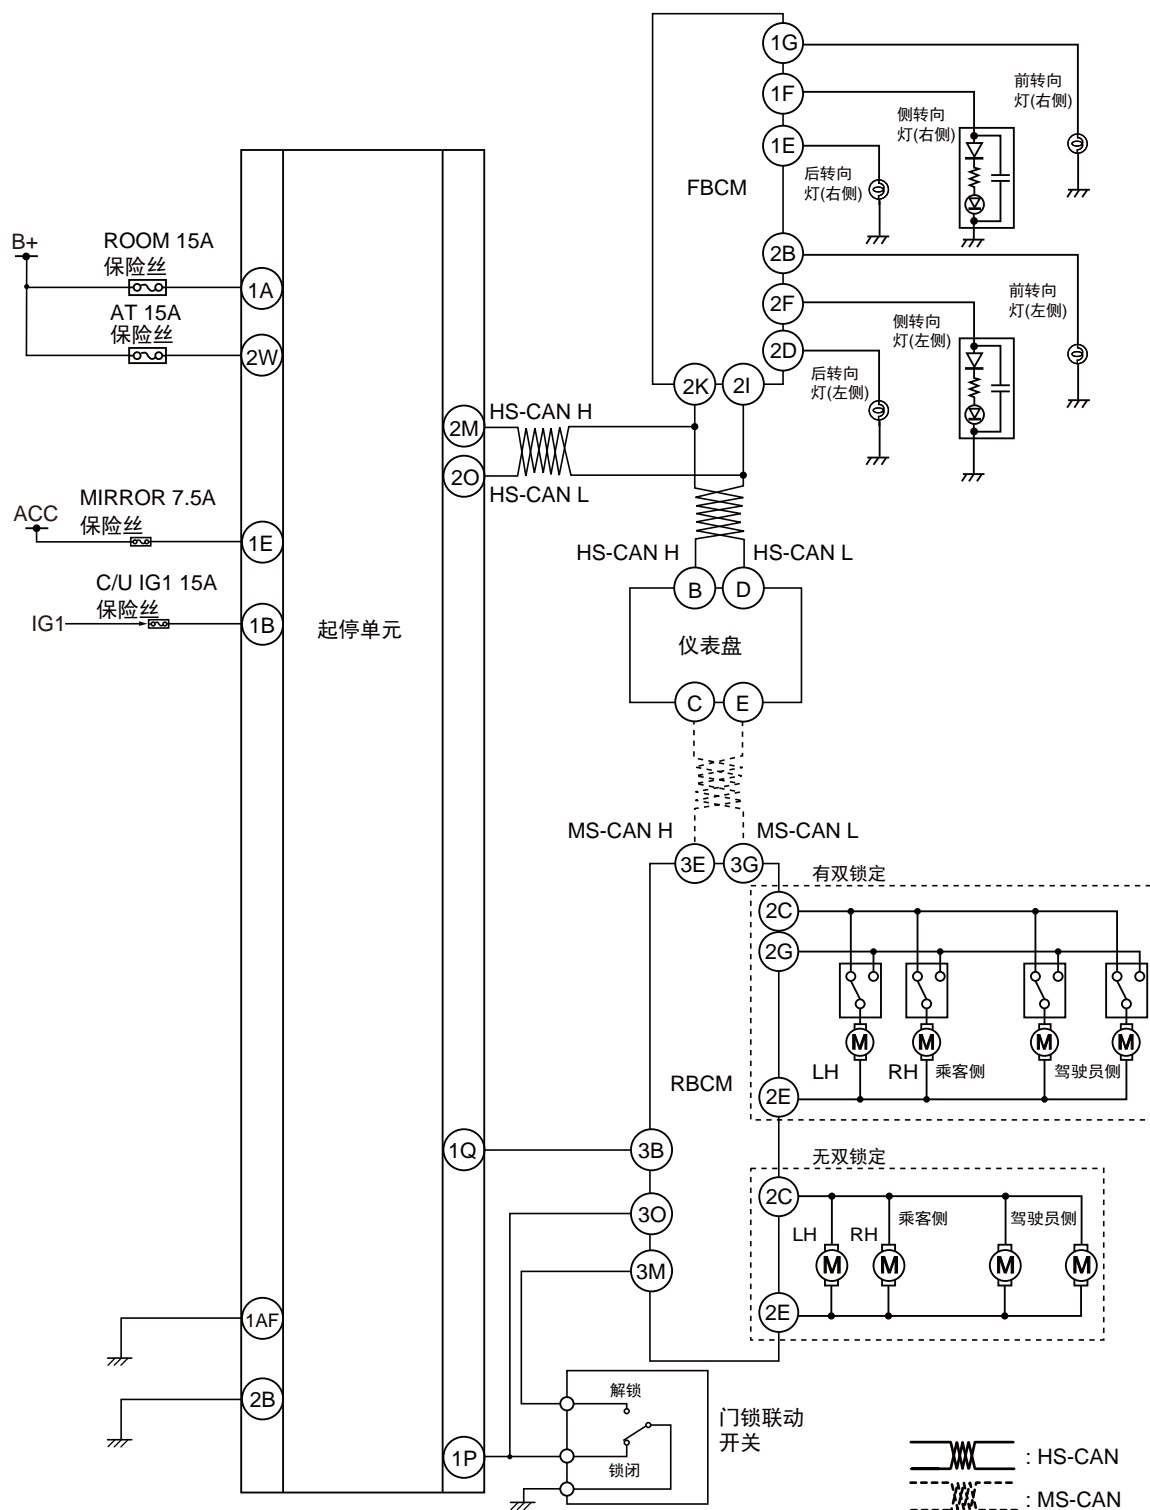 1G
前转向
灯(右侧)
1F
侧转向
灯(右侧)
1E
后转向
灯(右侧)
FBCM
B+
ROOM 15A
保险丝
1A
AT 15A
保险丝
2W
2B
前转向
灯(左侧)
2F
侧转向
灯(左侧)
2D
后转向
灯(左侧)
2K
2I
2M
HS-CAN H
2O
HS-CAN L
ACC
MIRROR 7.5A
保险丝
1E
HS-CAN H
HS-CAN L
B
D
IG1
C/U IG1 15A
保险丝
1B
起停单元
仪表盘
C
E
MS-CAN H
MS-CAN L
3E
3G
有双锁定
2C
2G
M
M
M
M
LH
RH
乘客侧
驾驶员侧
RBCM
2E
1Q
3B
无双锁定
2C
3O
LH
RH
乘客侧
驾驶员侧
3M
M
M
M
M
2E
1AF
2B
1P
解锁
锁闭
门锁联动
开关
: HS-CAN
: MS-CAN